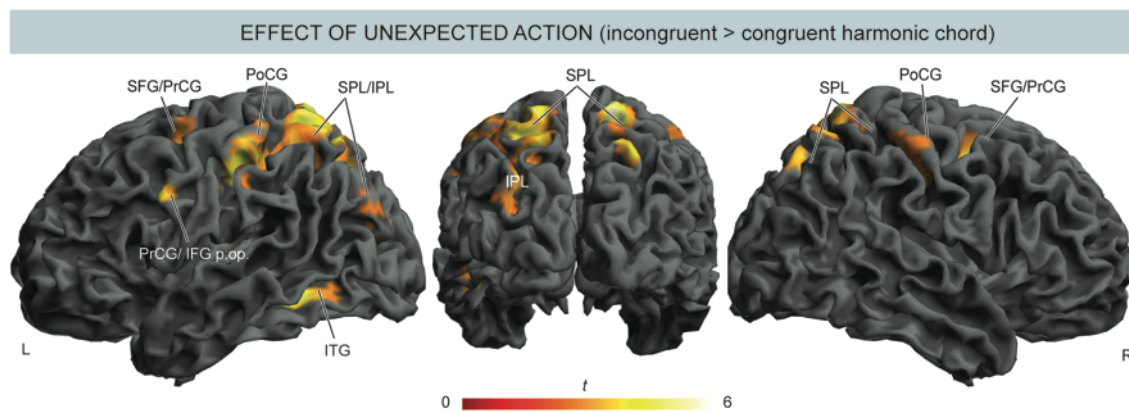 EFFECT OF UNEXPECTED ACTION (incongruent > congruent harmonic chord)
SFG/PrCG
PoCG
SPL/IPL
PrCG/ IFG p.op.
ITG
L
SPL
IPL
SPL
PoCG
SFG/PrCG
R
t
0
6